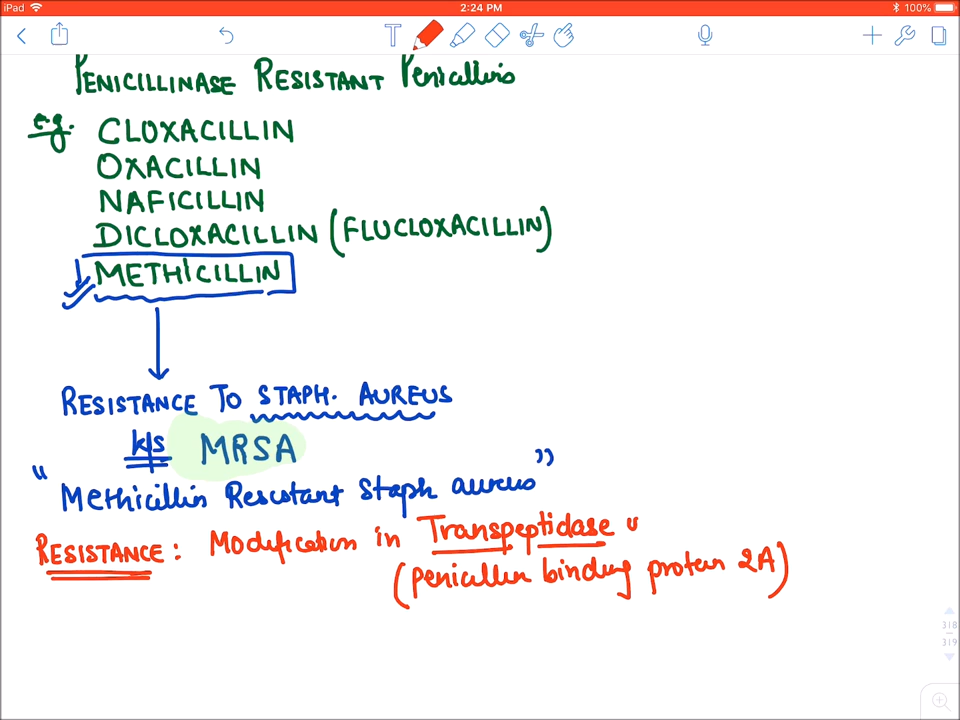 iPad 2:24 PM 100%
PENICILLINASE RESISTANT Penicillins
e.g. CLOXACILLIN
OXACILLIN
NAFICILLIN
DICLOXACILLIN (FLUCLOXACILLIN)
METHICILLIN
RESISTANCE TO STAPH. AUREUS
k/s MRSA
"Methicillin Resistant Staph aureus"
RESISTANCE: Modification in Transpeptidase
(penicillin binding protein 2A)
318
319